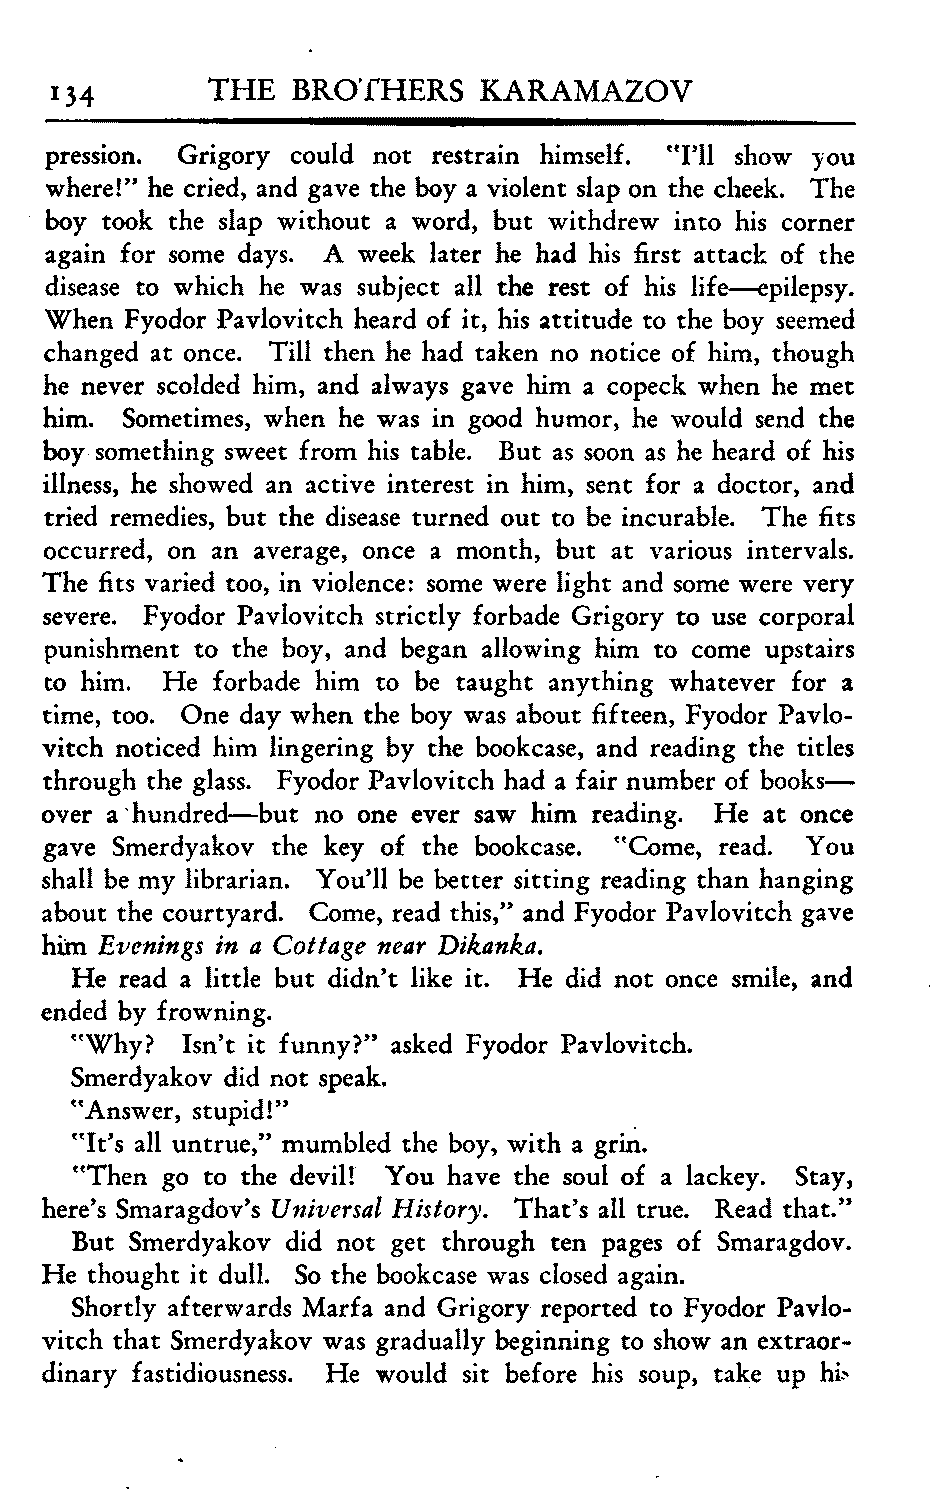 134 THE BROTHERS KARAMAZOV
pression. Grigory could not restrain himself. "I'll show you
where!" he cried, and gave the boy a violent slap on the cheek. The
boy took the slap without a word, but withdrew into his corner
again for some days. A week later he had his first attack of the
disease to which he was subject all the rest of his life—epilepsy.
When Fyodor Pavlovitch heard of it, his attitude to the boy seemed
changed at once. Till then he had taken no notice of him, though
he never scolded him, and always gave him a copeck when he met
him. Sometimes, when he was in good humor, he would send the
boy something sweet from his table. But as soon as he heard of his
illness, he showed an active interest in him, sent for a doctor, and
tried remedies, but the disease turned out to be incurable. The fits
occurred, on an average, once a month, but at various intervals.
The fits varied too, in violence: some were light and some were very
severe. Fyodor Pavlovitch strictly forbade Grigory to use corporal
punishment to the boy, and began allowing him to come upstairs
to him. He forbade him to be taught anything whatever for a
time, too. One day when the boy was about fifteen, Fyodor Pavlo-
vitch noticed him lingering by the bookcase, and reading the titles
through the glass. Fyodor Pavlovitch had a fair number of books—
over a hundred—but no one ever saw him reading. He at once
gave Smerdyakov the key of the bookcase. "Come, read. You
shall be my librarian. You'll be better sitting reading than hanging
about the courtyard. Come, read this," and Fyodor Pavlovitch gave
him Evenings in a Cottage near Dikanka.
He read a little but didn't like it. He did not once smile, and
ended by frowning.
"Why? Isn't it funny?" asked Fyodor Pavlovitch.
Smerdyakov did not speak.
"Answer, stupid!"
"It's all untrue," mumbled the boy, with a grin.
"Then go to the devil! You have the soul of a lackey. Stay,
here's Smaragdov's Universal History. That's all true. Read that."
But Smerdyakov did not get through ten pages of Smaragdov.
He thought it dull. So the bookcase was closed again.
Shortly afterwards Marfa and Grigory reported to Fyodor Pavlo-
vitch that Smerdyakov was gradually beginning to show an extraor-
dinary fastidiousness. He would sit before his soup, take up his